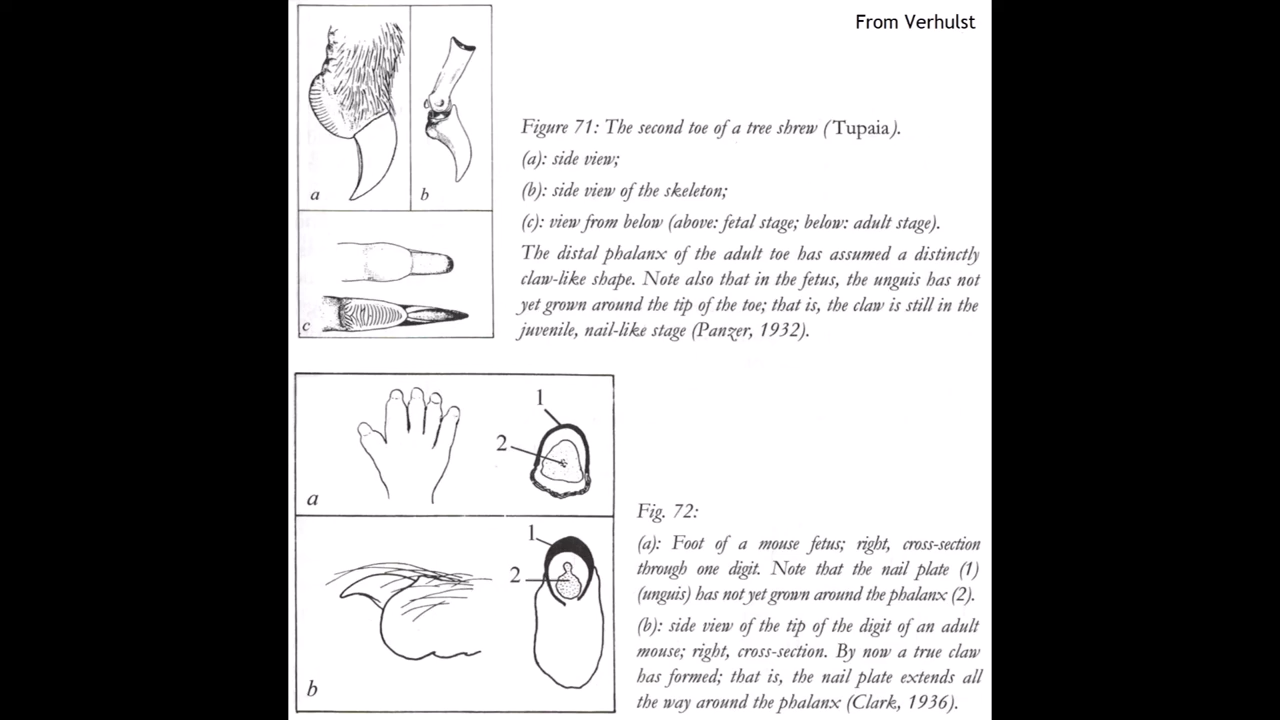 From Verhulst
a
b
c
Figure 71: The second toe of a tree shrew (Tupaia).
(a): side view;
(b): side view of the skeleton;
(c): view from below (above: fetal stage; below: adult stage).
The distal phalanx of the adult toe has assumed a distinctly
claw-like shape. Note also that in the fetus, the unguis has not
yet grown around the tip of the toe; that is, the claw is still in the
juvenile, nail-like stage (Panzer, 1932).
1
2
a
1
2
b
Fig. 72:
(a): Foot of a mouse fetus; right, cross-section
through one digit. Note that the nail plate (1)
(unguis) has not yet grown around the phalanx (2).
(b): side view of the tip of the digit of an adult
mouse; right, cross-section. By now a true claw
has formed; that is, the nail plate extends all
the way around the phalanx (Clark, 1936).